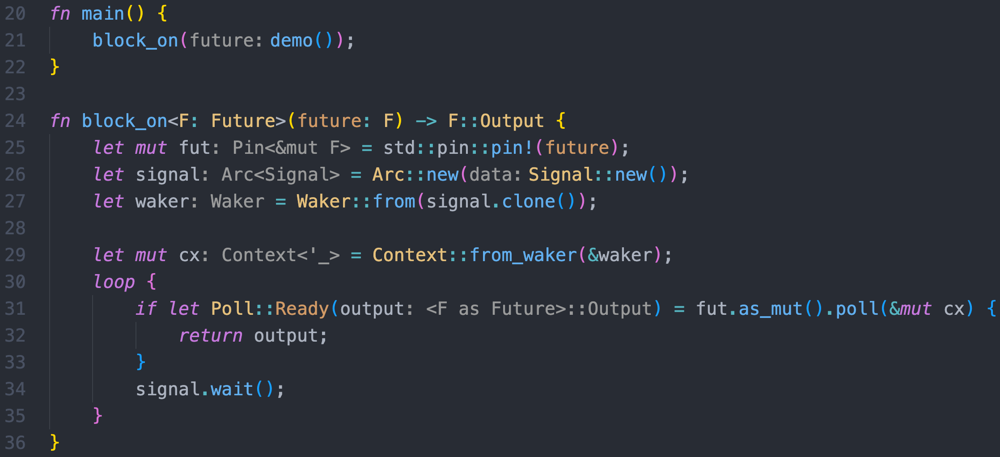 20 fn main() {
21     block_on(future: demo());
22 }
23
24 fn block_on<F: Future>(future: F) -> F::Output {
25     let mut fut: Pin<&mut F> = std::pin::pin!(future);
26     let signal: Arc<Signal> = Arc::new(data: Signal::new());
27     let waker: Waker = Waker::from(signal.clone());
28
29     let mut cx: Context<'_> = Context::from_waker(&waker);
30     loop {
31         if let Poll::Ready(output: <F as Future>::Output) = fut.as_mut().poll(&mut cx) {
32             return output;
33         }
34         signal.wait();
35     }
36 }